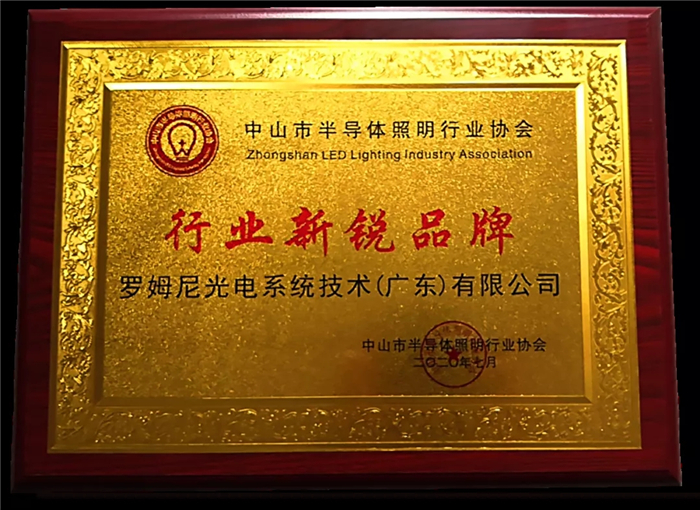 中山市半导体照明行业协会
Zhongshan LED Lighting Industry Association
行业新锐品牌
罗姆尼光电系统技术(广东)有限公司
中山市半导体照明行业协会
二〇二〇年七月